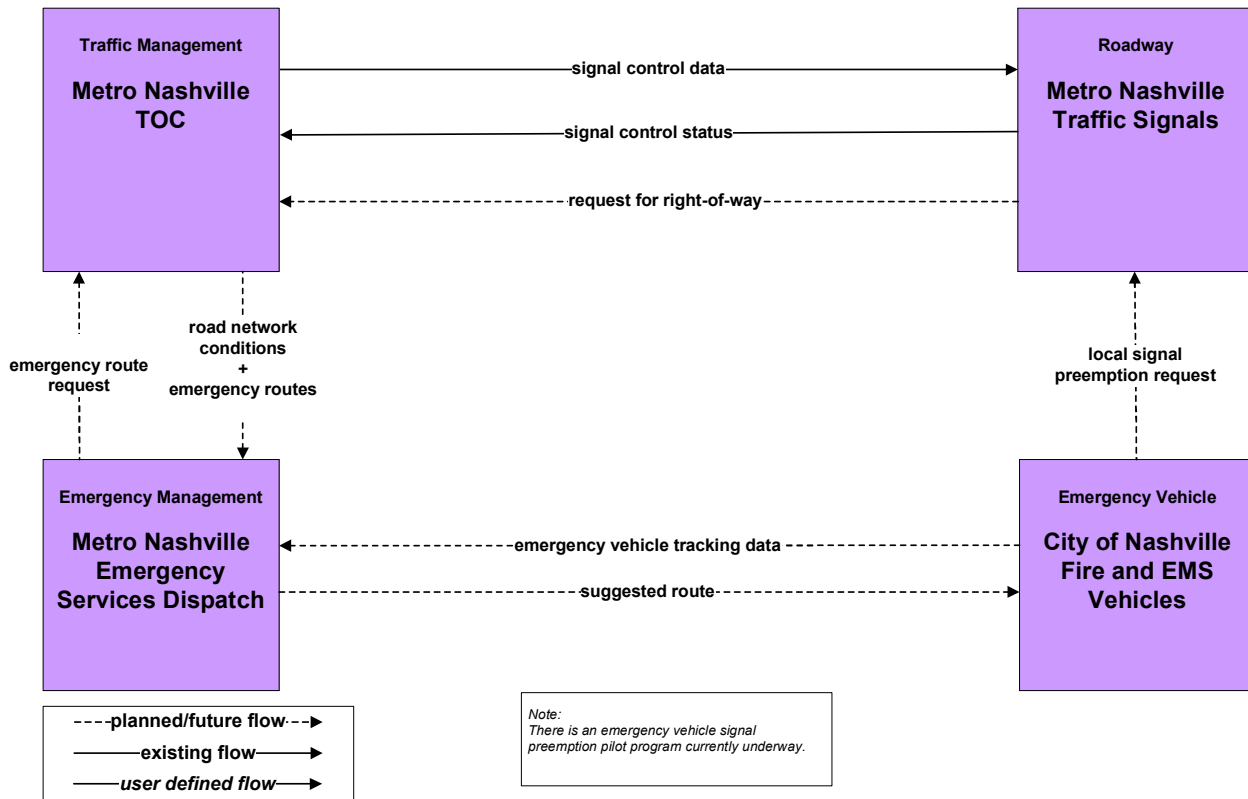 Traffic Management
Metro Nashville
TOC
Roadway
Metro Nashville
Traffic Signals
signal control data
signal control status
request for right-of-way
emergency route
request
road network
conditions
+
emergency routes
local signal
preemption request
Emergency Management
Metro Nashville
Emergency
Services Dispatch
Emergency Vehicle
City of Nashville
Fire and EMS
Vehicles
emergency vehicle tracking data
suggested route
planned/future flow
existing flow
user defined flow
Note:
There is an emergency vehicle signal
preemption pilot program currently underway.